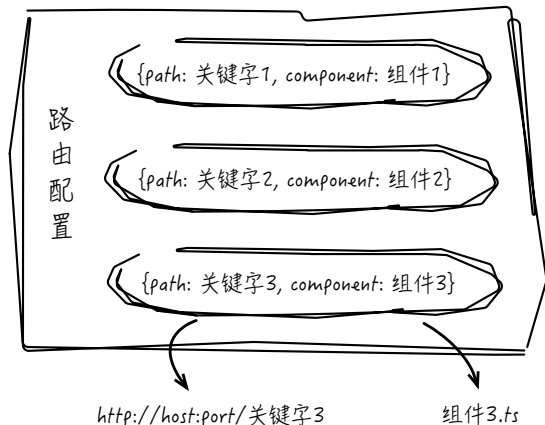 {path: 关键字1, component: 组件1}
路由配置
{path: 关键字2, component: 组件2}
{path: 关键字3, component: 组件3}
http://host:port/关键字3
组件3.ts